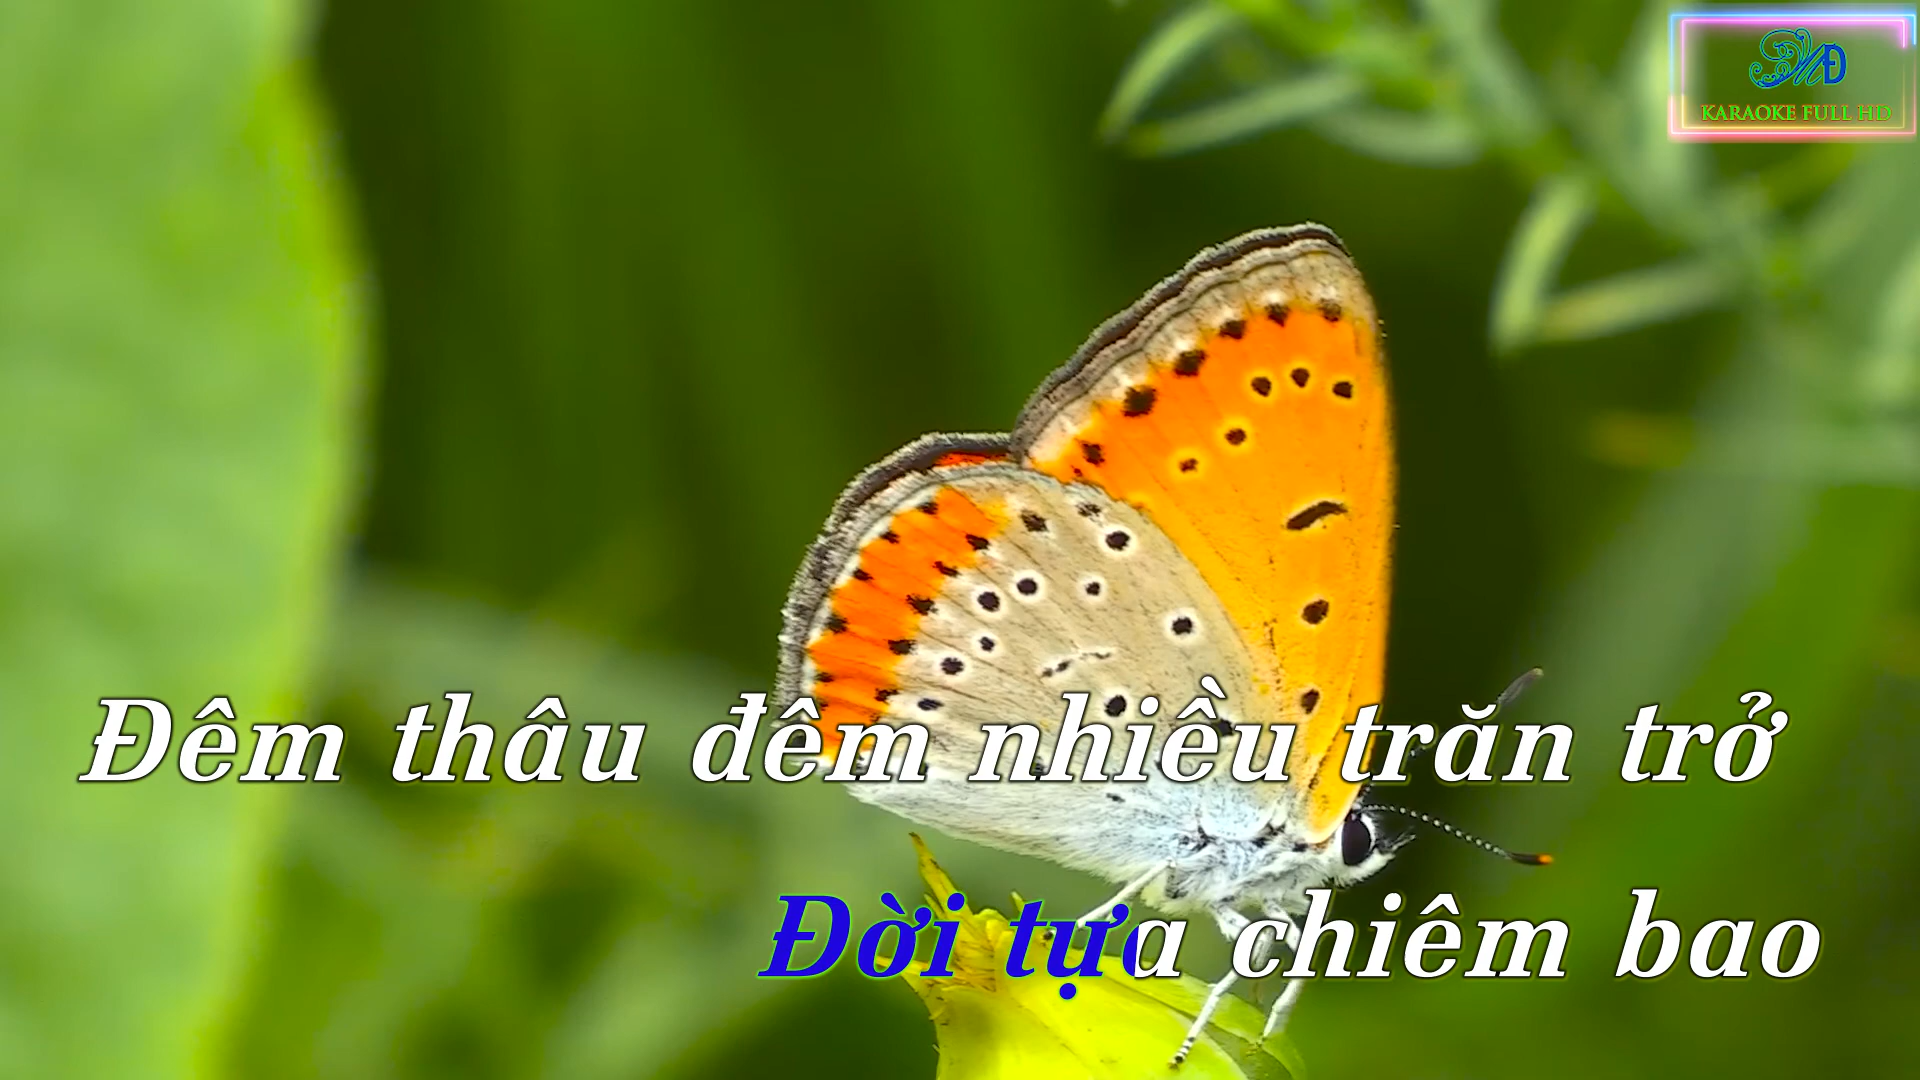 KARAOKE FULL HD
Đêm thâu đêm nhiều trăn trở
Đời tựa chiêm bao